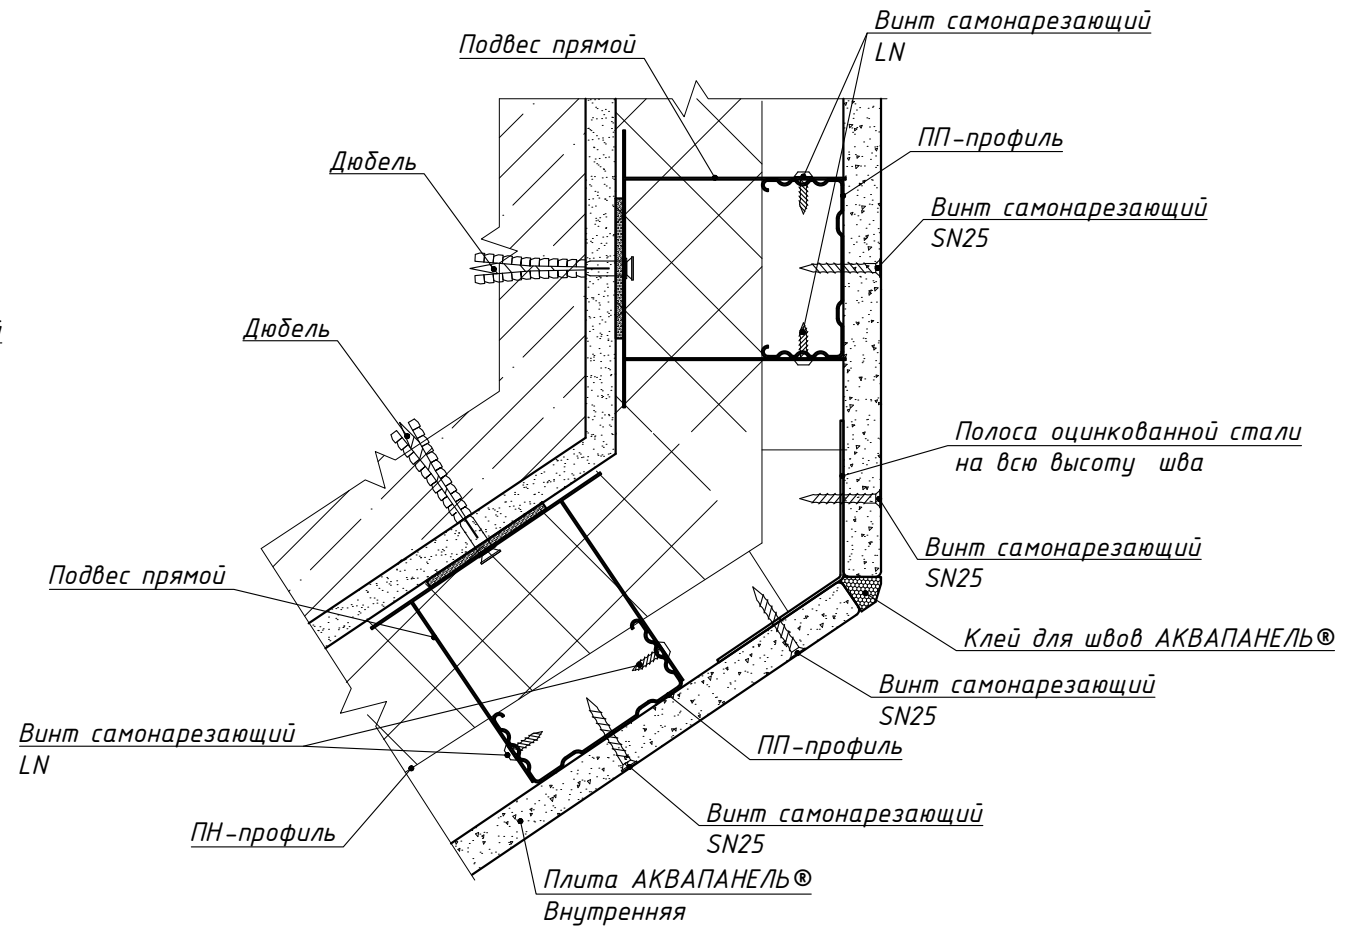 Винт самонарезающий
LN
Подвес прямой
ПП-профиль
Дюбель
Винт самонарезающий
SN25
Дюбель
Полоса оцинкованной стали
на всю высоту шва
Винт самонарезающий
SN25
Подвес прямой
Клей для швов АКВАПАНЕЛЬ®
Винт самонарезающий
SN25
Винт самонарезающий
LN
ПП-профиль
Винт самонарезающий
SN25
ПН-профиль
Плита АКВАПАНЕЛЬ®
Внутренняя